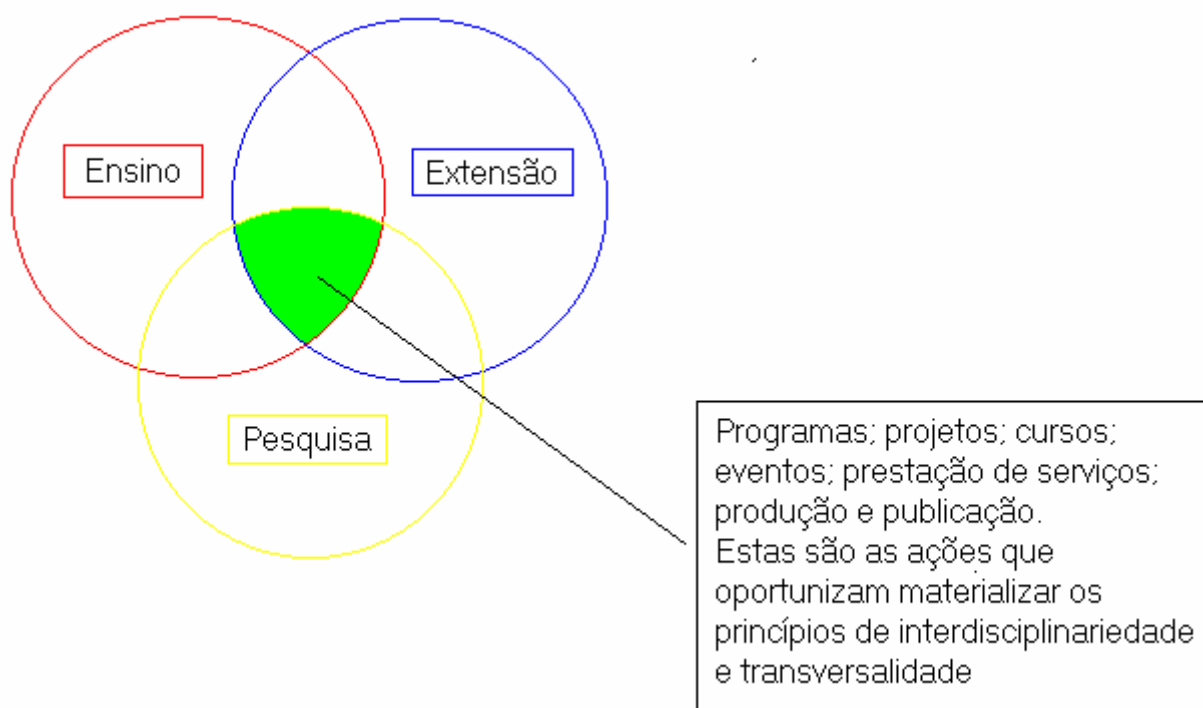 Ensino
Extensão
Pesquisa
Programas; projetos; cursos;
eventos; prestação de serviços;
produção e publicação.
Estas são as ações que
oportunizam materializar os
princípios de interdisciplinariedade
e transversalidade